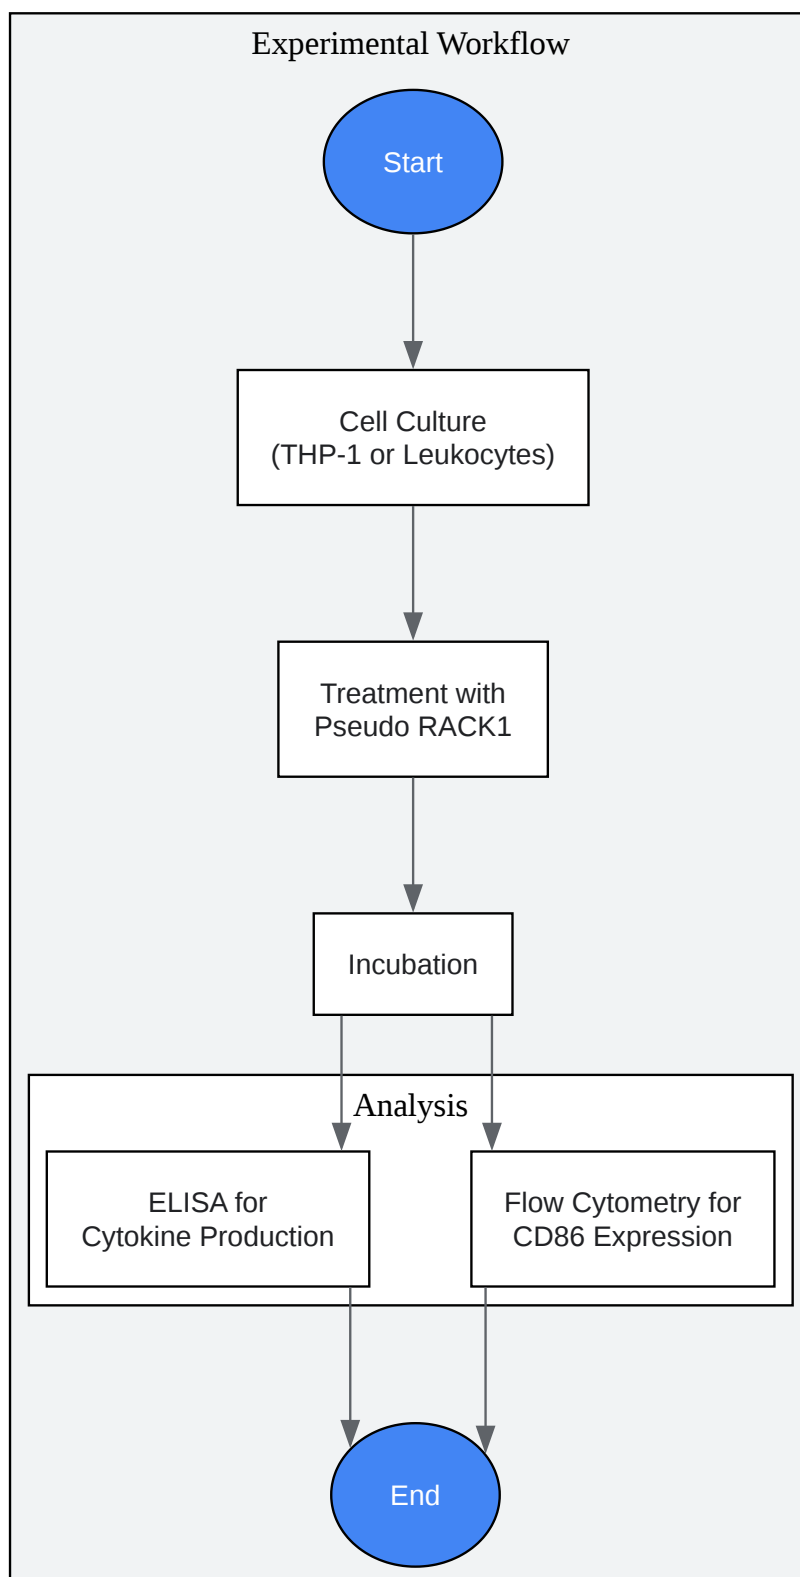 Experimental Workflow
Start
Cell Culture
(THP-1 or Leukocytes)
Treatment with
Pseudo RACK1
Incubation
Analysis
ELISA for
Cytokine Production
Flow Cytometry for
CD86 Expression
End